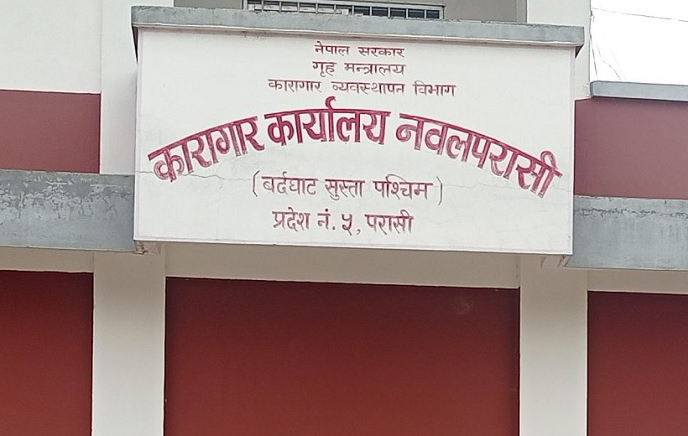 नेपाल सरकार
गृह मन्त्रालय
कारागार व्यवस्थापन विभाग
कारागार कार्यालय नवलपरासी
(बर्दघाट सुस्ता पश्चिम)
प्रदेश नं. ५, परासी